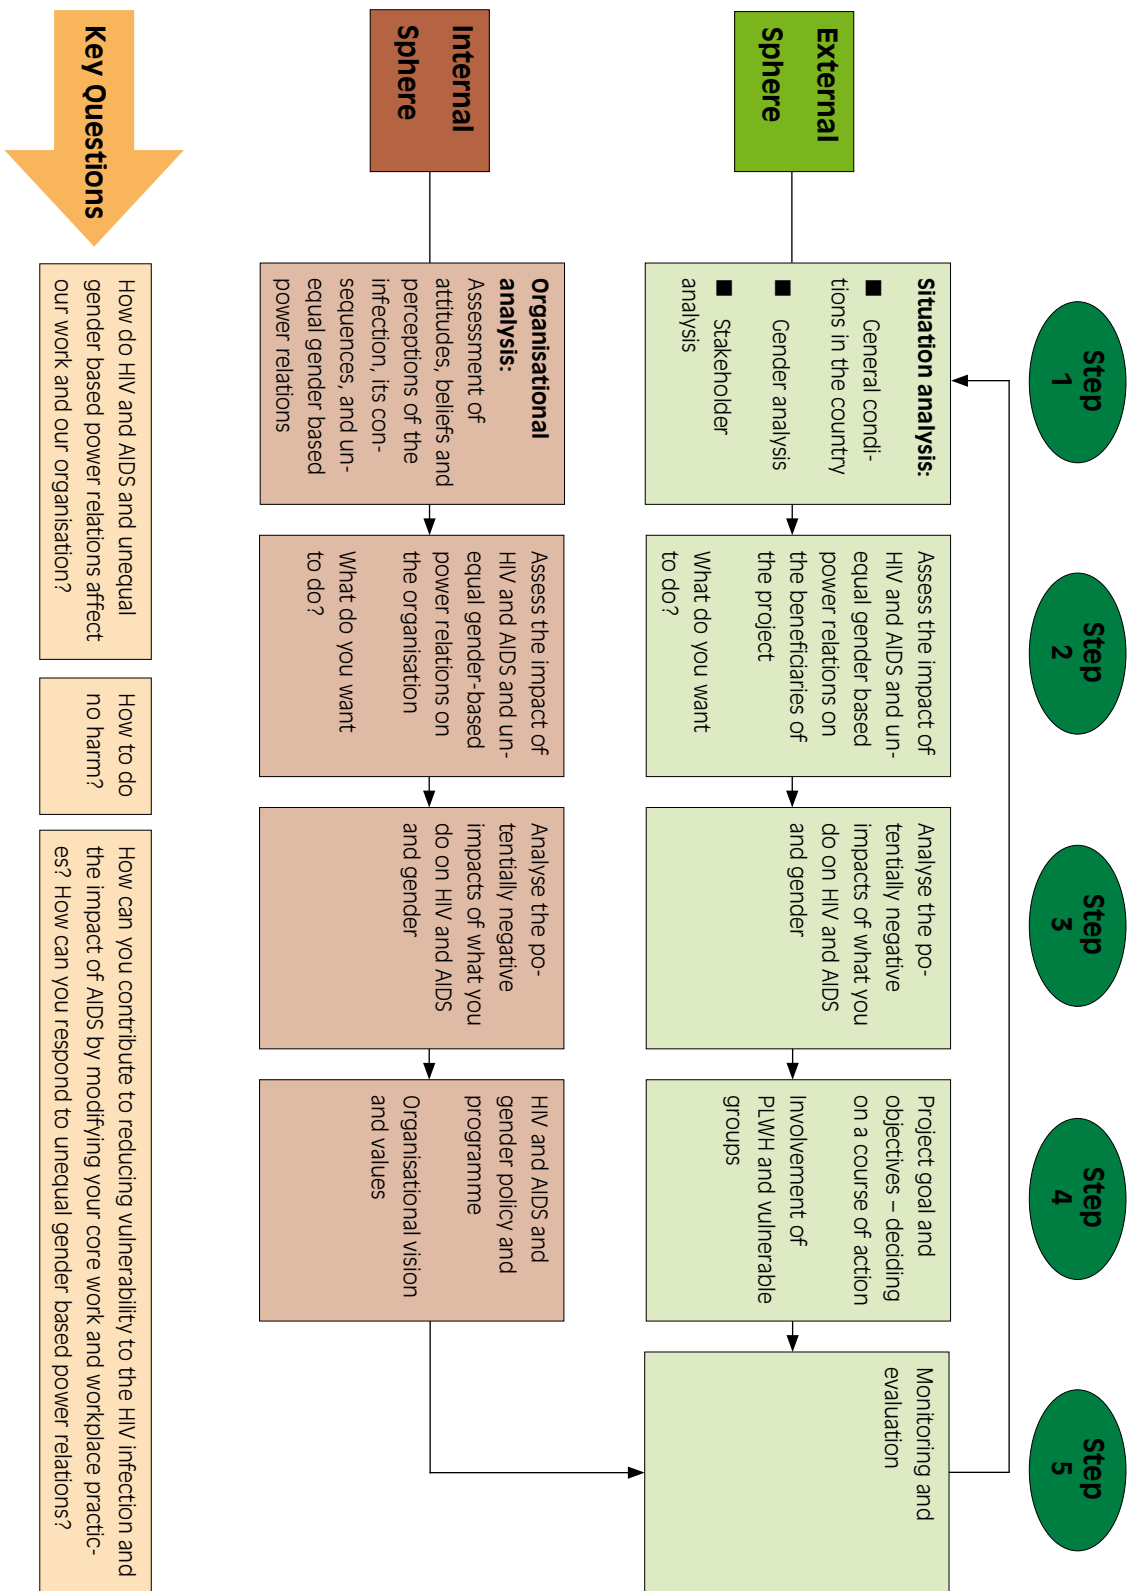 Step
1
Step
2
Step
3
Step
4
Step
5
External
Sphere
Situation analysis:
■ General condi-
tions in the country
■ Gender analysis
■ Stakeholder
analysis
Assess the impact of
HIV and AIDS and un-
equal gender based
power relations on
the beneficiaries of
the project
What do you want
to do?
Analyse the po-
tentially negative
impacts of what you
do on HIV and AIDS
and gender
Project goal and
objectives – deciding
on a course of action
Involvement of
PLWH and vulnerable
groups
Monitoring and
evaluation
Internal
Sphere
Organisational
analysis:
Assessment of
attitudes, beliefs and
perceptions of the
infection, its con-
sequences, and un-
equal gender based
power relations
Assess the impact of
HIV and AIDS and un-
equal gender-based
power relations on
the organisation
What do you want
to do?
Analyse the po-
tentially negative
impacts of what you
do on HIV and AIDS
and gender
HIV and AIDS and
gender policy and
programme
Organisational vision
and values
Key Questions
How do HIV and AIDS and unequal
gender based power relations affect
our work and our organisation?
How to do
no harm?
How can you contribute to reducing vulnerability to the HIV infection and
the impact of AIDS by modifying your core work and workplace practic-
es? How can you respond to unequal gender based power relations?